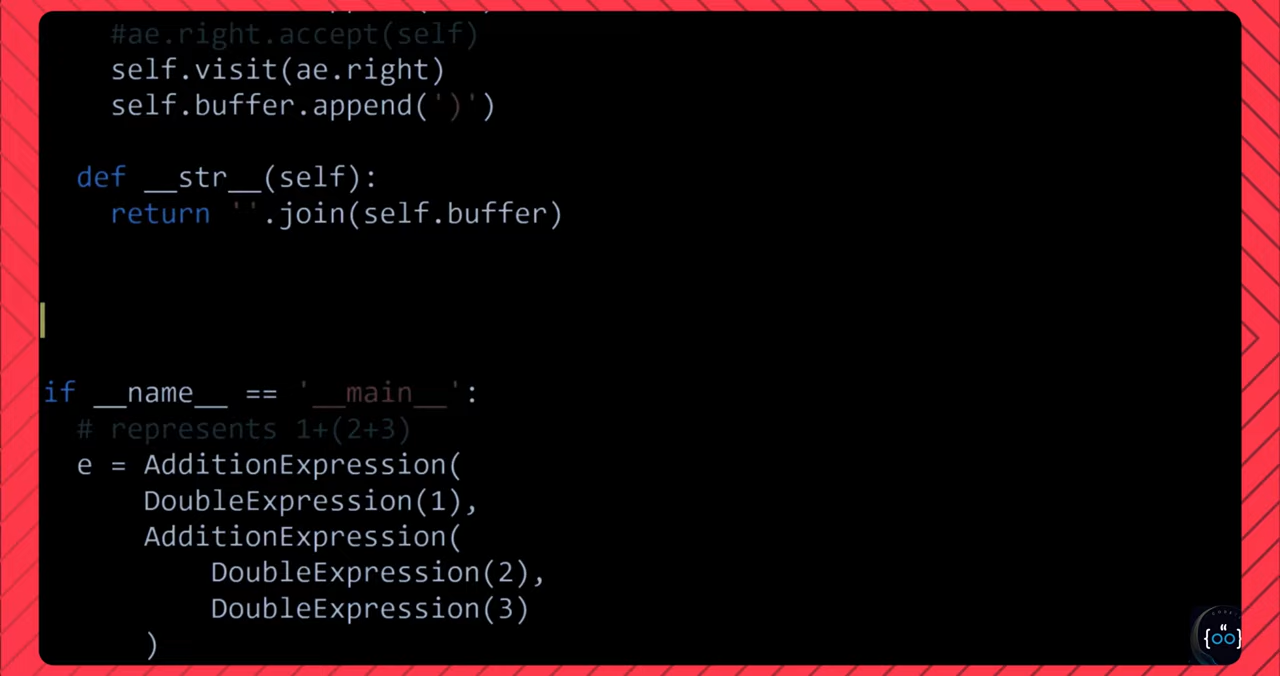 #ae.right.accept(self)
self.visit(ae.right)
self.buffer.append(')')
def __str__(self):
return ''.join(self.buffer)
if __name__ == '__main__':
# represents 1+(2+3)
e = AdditionExpression(
DoubleExpression(1),
AdditionExpression(
DoubleExpression(2),
DoubleExpression(3)
)